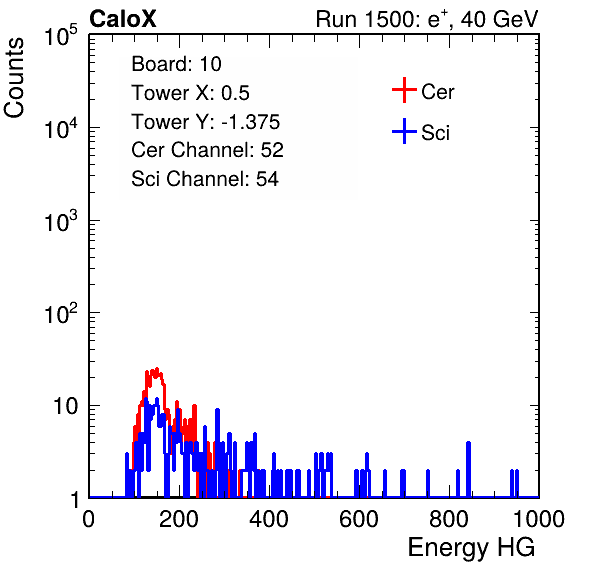 CaloX Run 1500: e⁺, 40 GeV
Counts
10⁵
10⁴
10³
10²
10
1
Board: 10
Tower X: 0.5
Tower Y: -1.375
Cer Channel: 52
Sci Channel: 54
Cer
Sci
0 200 400 600 800 1000
Energy HG